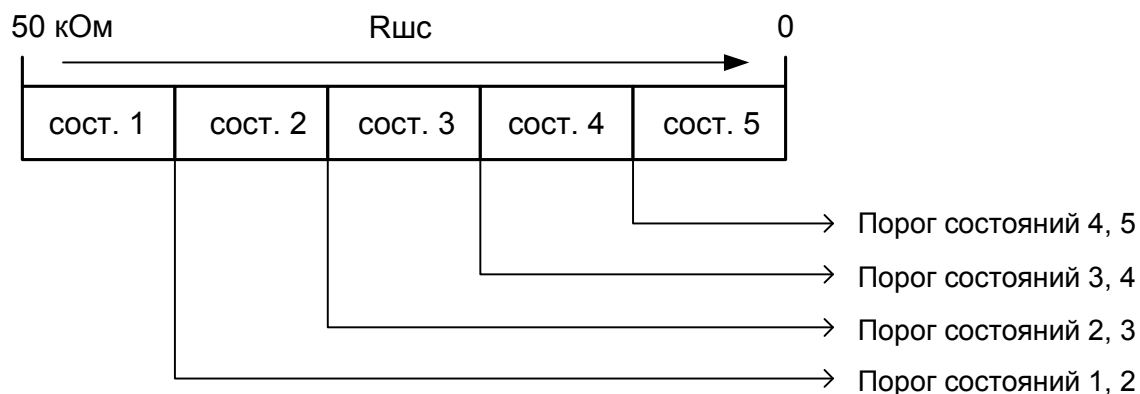 50 кОм Rшс 0
сост. 1 сост. 2 сост. 3 сост. 4 сост. 5
Порог состояний 4, 5
Порог состояний 3, 4
Порог состояний 2, 3
Порог состояний 1, 2